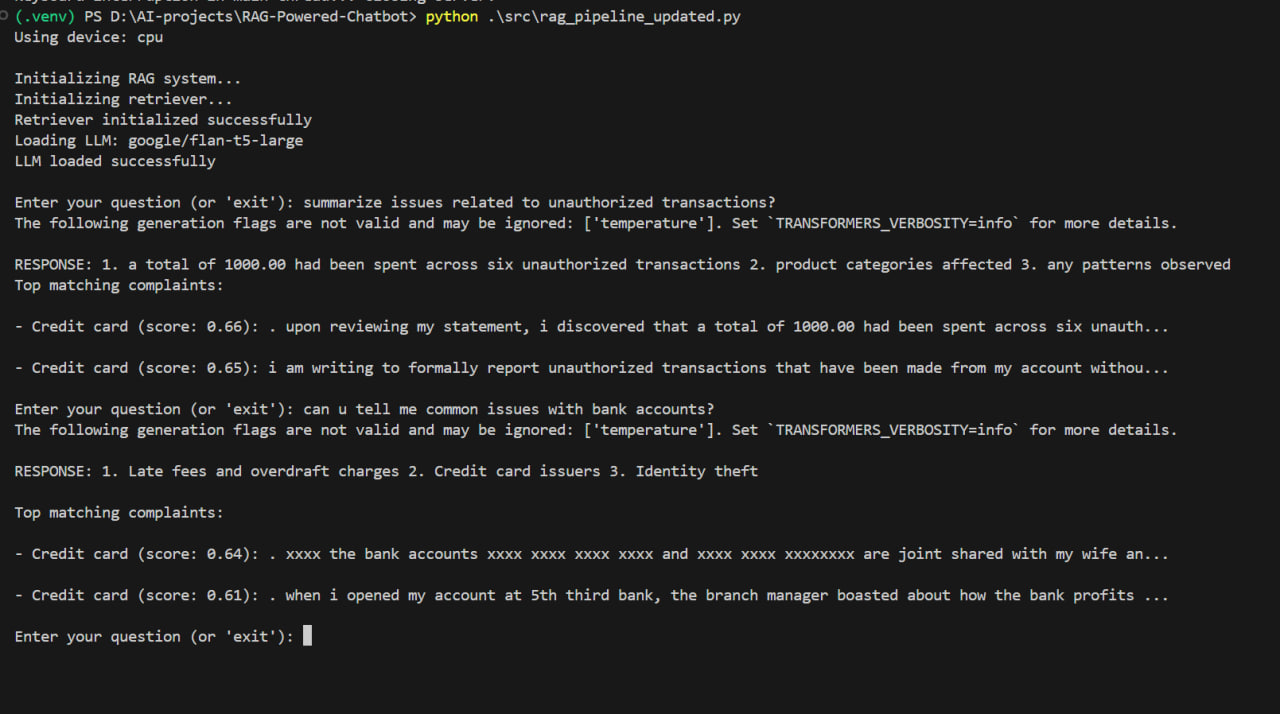 (.venv) PS D:\AI-projects\RAG-Powered-Chatbot> python .\src\rag_pipeline_updated.py
Using device: cpu
Initializing RAG system...
Initializing retriever...
Retriever initialized successfully
Loading LLM: google/flan-t5-large
LLM loaded successfully
Enter your question (or 'exit'): summarize issues related to unauthorized transactions?
The following generation flags are not valid and may be ignored: ['temperature']. Set `TRANSFORMERS_VERBOSITY=info` for more details.
RESPONSE: 1. a total of 1000.00 had been spent across six unauthorized transactions 2. product categories affected 3. any patterns observed
Top matching complaints:
- Credit card (score: 0.66): . upon reviewing my statement, i discovered that a total of 1000.00 had been spent across six unauth...
- Credit card (score: 0.65): i am writing to formally report unauthorized transactions that have been made from my account withou...
Enter your question (or 'exit'): can u tell me common issues with bank accounts?
The following generation flags are not valid and may be ignored: ['temperature']. Set `TRANSFORMERS_VERBOSITY=info` for more details.
RESPONSE: 1. Late fees and overdraft charges 2. Credit card issuers 3. Identity theft
Top matching complaints:
- Credit card (score: 0.64): . xxxx the bank accounts xxxx xxxx xxxx xxxx and xxxx xxxx xxxxxxxx are joint shared with my wife an...
- Credit card (score: 0.61): . when i opened my account at 5th third bank, the branch manager boasted about how the bank profits ...
Enter your question (or 'exit'):